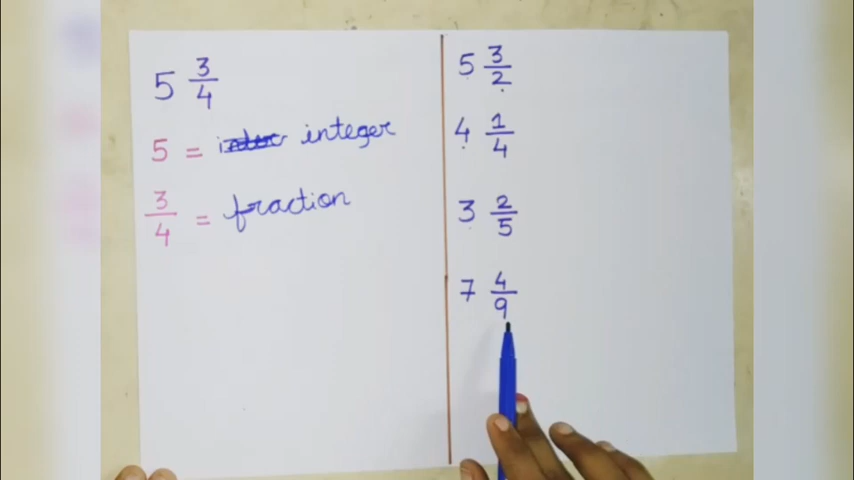 5 3/4
5 = integer
3/4 = fraction
5 3/2
4 1/4
3 2/5
7 4/9